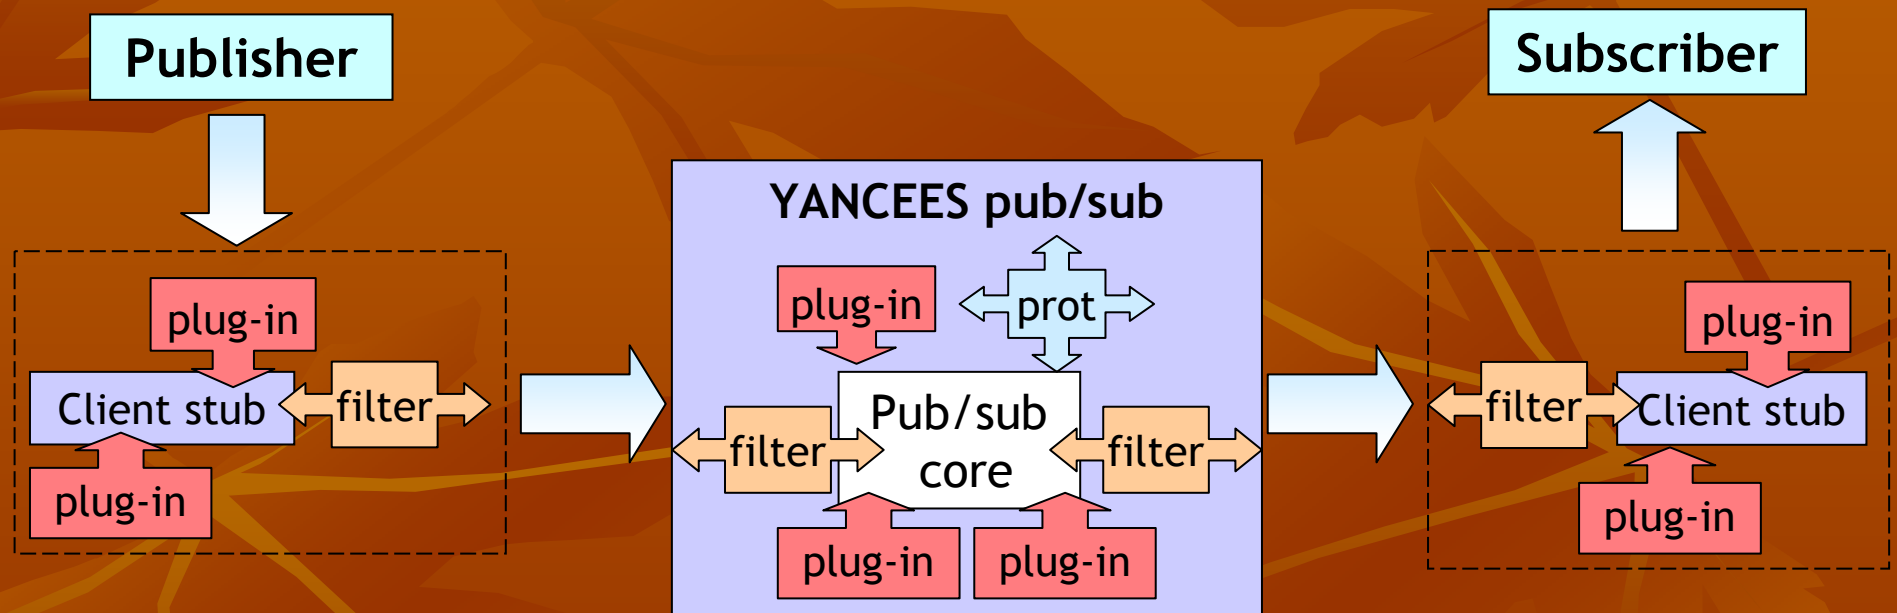 Publisher
Subscriber
YANCEES pub/sub
plug-in
Client stub
filter
plug-in
plug-in
prot
filter
Pub/sub
core
filter
plug-in
plug-in
plug-in
filter
Client stub
plug-in